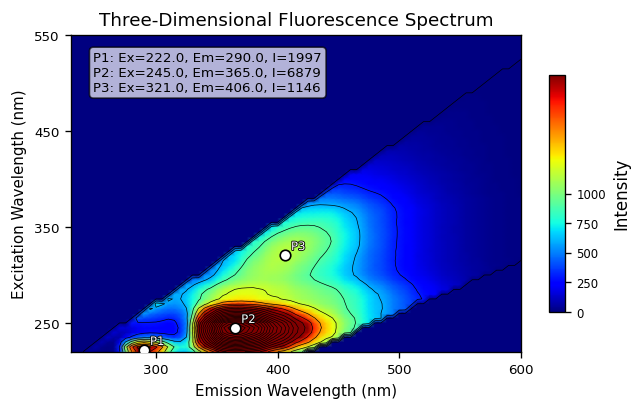 Three-Dimensional Fluorescence Spectrum
P1: Ex=222.0, Em=290.0, I=1997
P2: Ex=245.0, Em=365.0, I=6879
P3: Ex=321.0, Em=406.0, I=1146
550
450
350
250
Excitation Wavelength (nm)
P3
P2
P1
300
400
500
600
Emission Wavelength (nm)
1000
750
500
250
0
Intensity